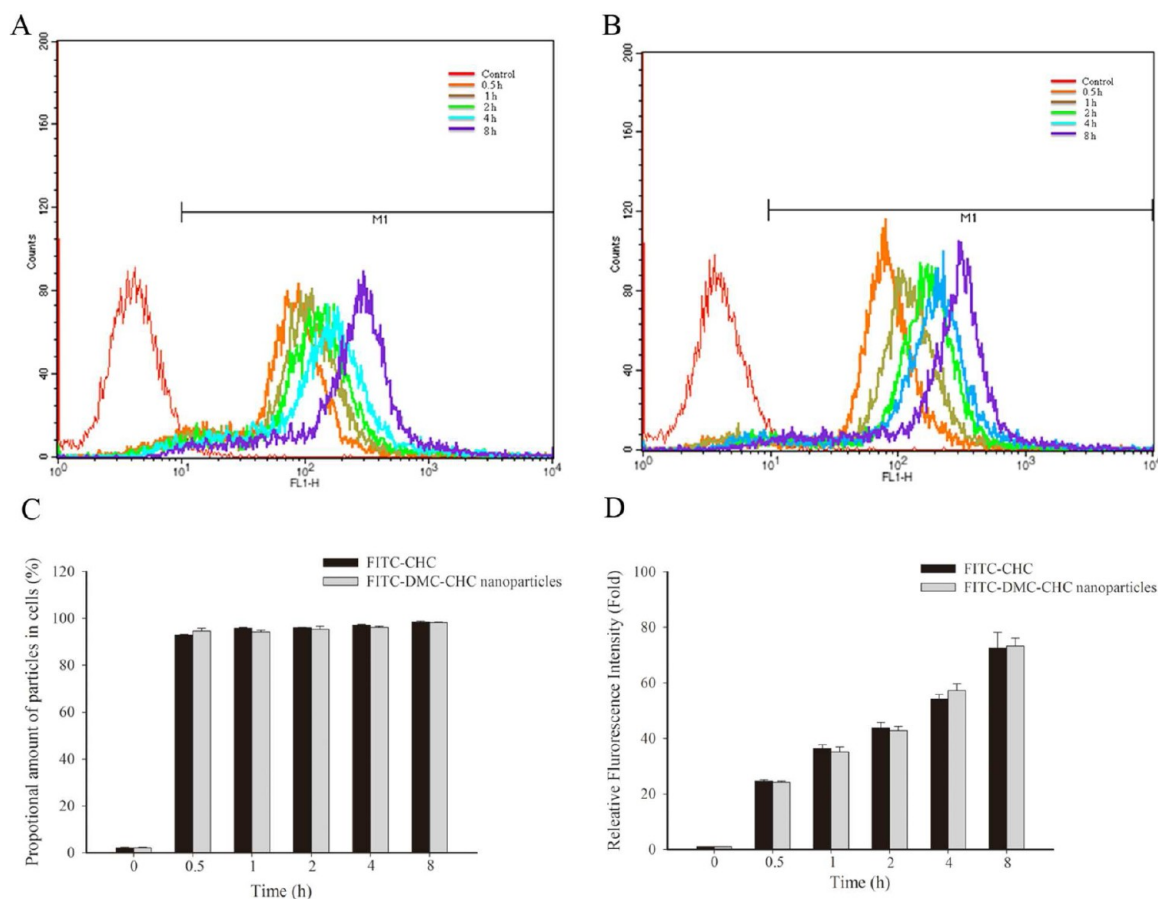 A
200
160
120
80
40
0
Counts
Control
0.5 h
1 h
2 h
4 h
8 h
M1
10^0
10^1
10^2
10^3
10^4
FL1-H
B
200
160
120
80
40
0
Counts
Control
0.5h
1h
2 h
4 h
8 h
M1
10^0
10^1
10^2
10^3
FL1-H
C
FITC-CHC
FITC-DMC-CHC nanoparticles
Propotional amount of particles in cells (%)
120
100
80
60
40
20
0
0 0.5 1 2 4 8
Time (h)
D
FITC-CHC
FITC-DMC-CHC nanoparticles
Releative Flurorescence Intensity (Fold)
100
80
60
40
20
0
0 0.5 1 2 4 8
Time (h)